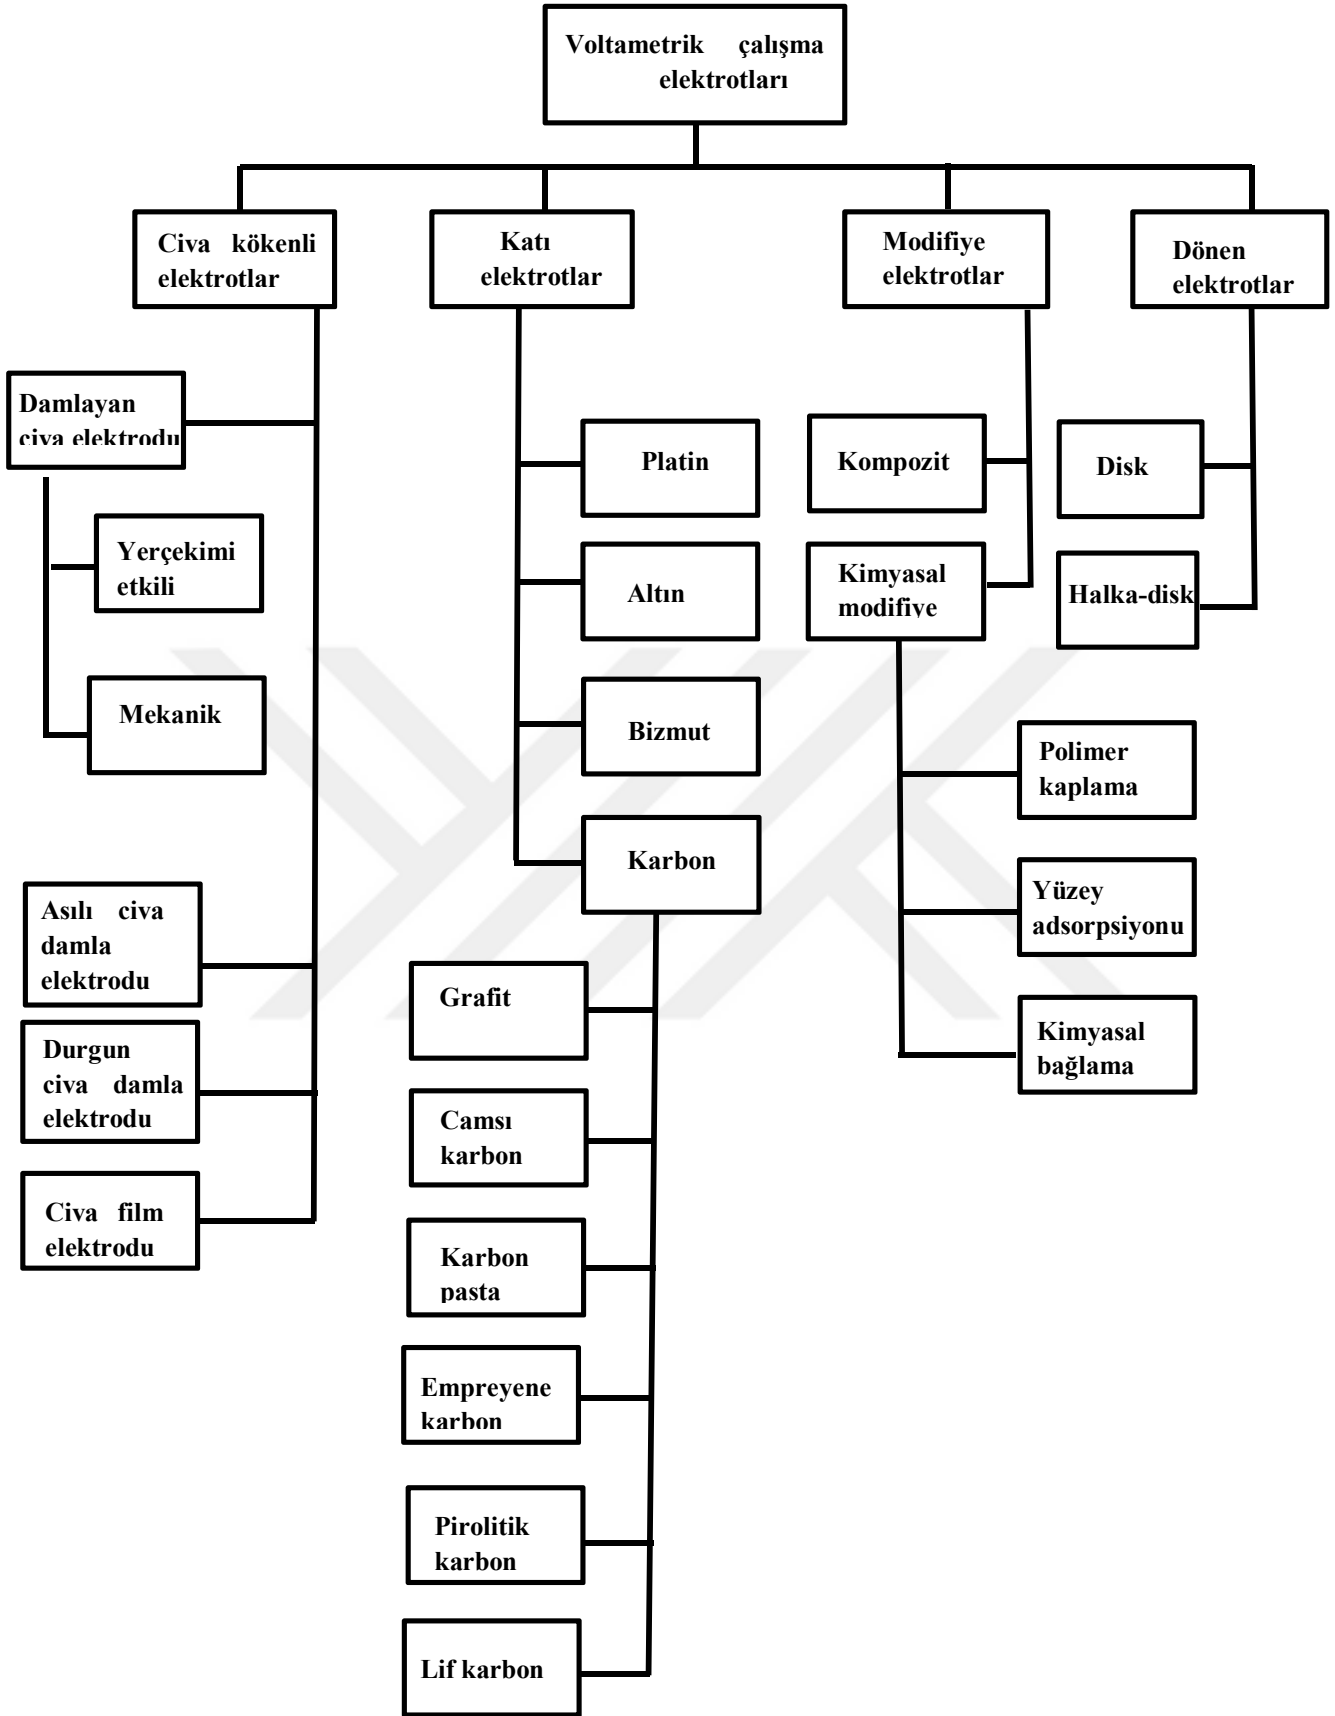 Voltametrik çalışma
elektrotları
Civa kökenli
elektrotlar
Katı
elektrotlar
Modifiye
elektrotlar
Dönen
elektrotlar
Damlayan
civa elektrodu
Yerçekimi
etkili
Mekanik
Asılı civa
damla
elektrodu
Durgun
civa damla
elektrodu
Civa film
elektrodu
Platin
Altın
Bizmut
Karbon
Grafit
Camsı
karbon
Karbon
pasta
Empreyene
karbon
Pirolitik
karbon
Lif karbon
Kompozit
Kimyasal
modifiye
Polimer
kaplama
Yüzey
adsorpsiyonu
Kimyasal
bağlama
Disk
Halka-disk